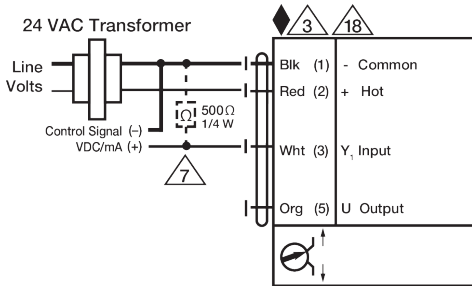 24 VAC Transformer
3
18
Line
Volts
Blk (1) - Common
Red (2) + Hot
Ω
500Ω
1/4 W
Control Signal (–)
VDC/mA (+)
Wht (3) Y1 Input
7
Org (5) U Output